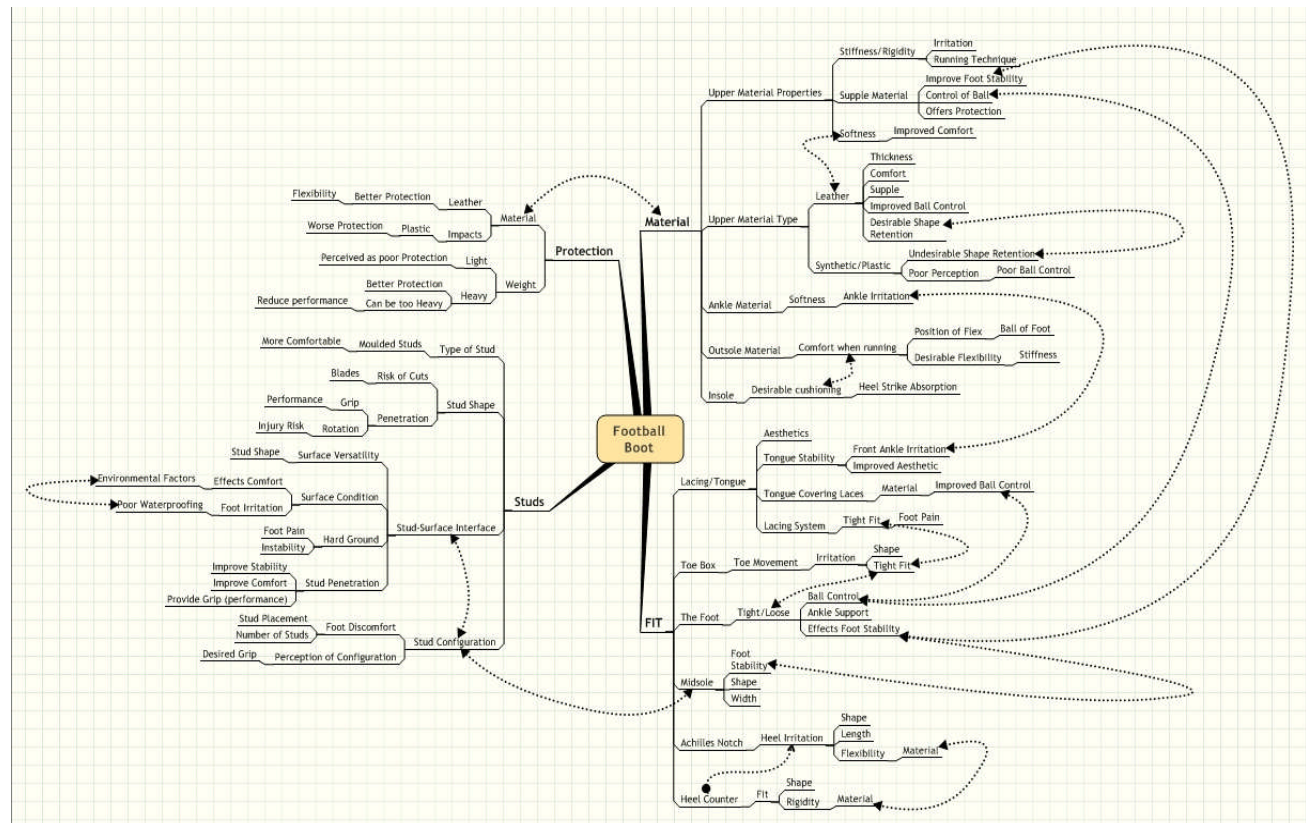 Football
Boot
Material
Upper Material Properties
Stiffness/Rigidity
Irritation
Running Technique
Supple Material
Improve Foot Stability
Control of Ball
Offers Protection
Softness
Improved Comfort
Upper Material Type
Leather
Thickness
Comfort
Supple
Improved Ball Control
Desirable Shape
Retention
Synthetic/Plastic
Undesirable Shape Retention
Poor Perception
Poor Ball Control
Ankle Material
Softness
Ankle Irritation
Outsole Material
Comfort when running
Position of Flex
Ball of Foot
Desirable Flexibility
Stiffness
Insole
Desirable cushioning
Heel Strike Absorption
FIT
Lacing/Tongue
Aesthetics
Tongue Stability
Front Ankle Irritation
Improved Aesthetic
Tongue Covering Laces
Material
Improved Ball Control
Lacing System
Tight Fit
Foot Pain
Toe Box
Toe Movement
Irritation
Shape
Tight Fit
The Foot
Tight/Loose
Ball Control
Ankle Support
Effects Foot Stability
Midsole
Foot
Stability
Shape
Width
Achilles Notch
Heel Irritation
Shape
Length
Flexibility
Material
Heel Counter
Fit
Shape
Rigidity
Material
Protection
Material
Leather
Better Protection
Flexibility
Impacts
Plastic
Worse Protection
Weight
Light
Perceived as poor Protection
Heavy
Better Protection
Can be too Heavy
Reduce performance
Studs
Type of Stud
Moulded Studs
More Comfortable
Stud Shape
Risk of Cuts
Blades
Penetration
Grip
Performance
Rotation
Injury Risk
Stud-Surface Interface
Surface Versatility
Stud Shape
Surface Condition
Effects Comfort
Environmental Factors
Foot Irritation
Poor Waterproofing
Hard Ground
Foot Pain
Instability
Stud Penetration
Improve Stability
Improve Comfort
Provide Grip (performance)
Stud Configuration
Foot Discomfort
Stud Placement
Number of Studs
Perception of Configuration
Desired Grip